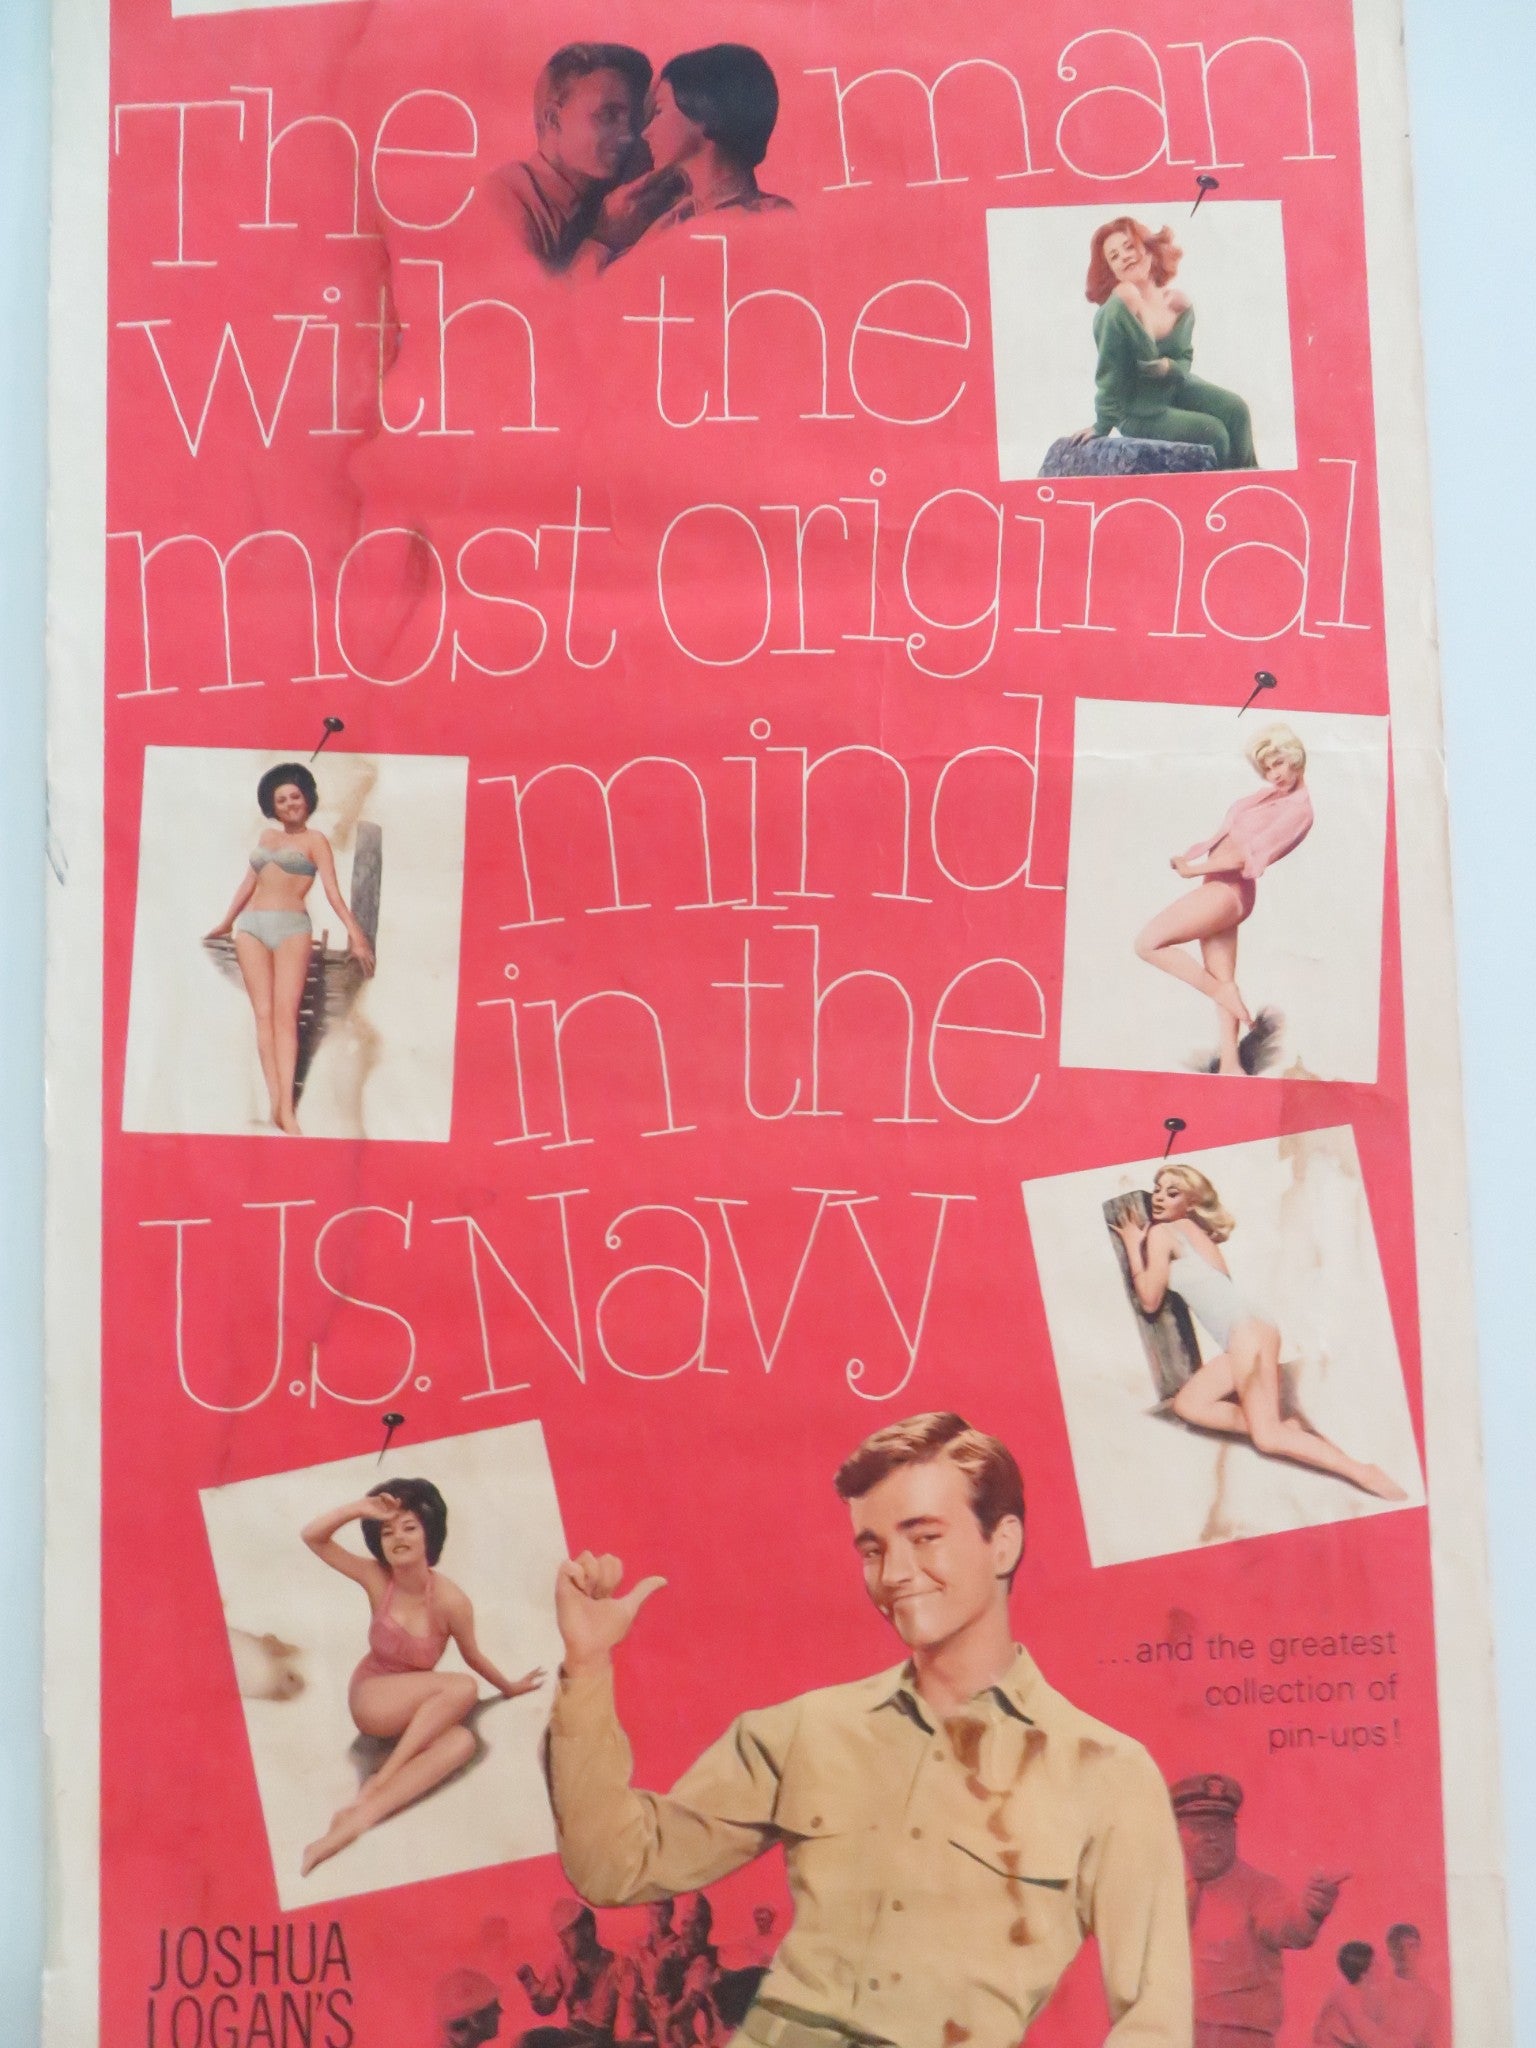 The man
with the
most original
mind
in the
U.S. Navy
...and the greatest
collection of
pin-ups!
JOSHUA
LOGAN'S